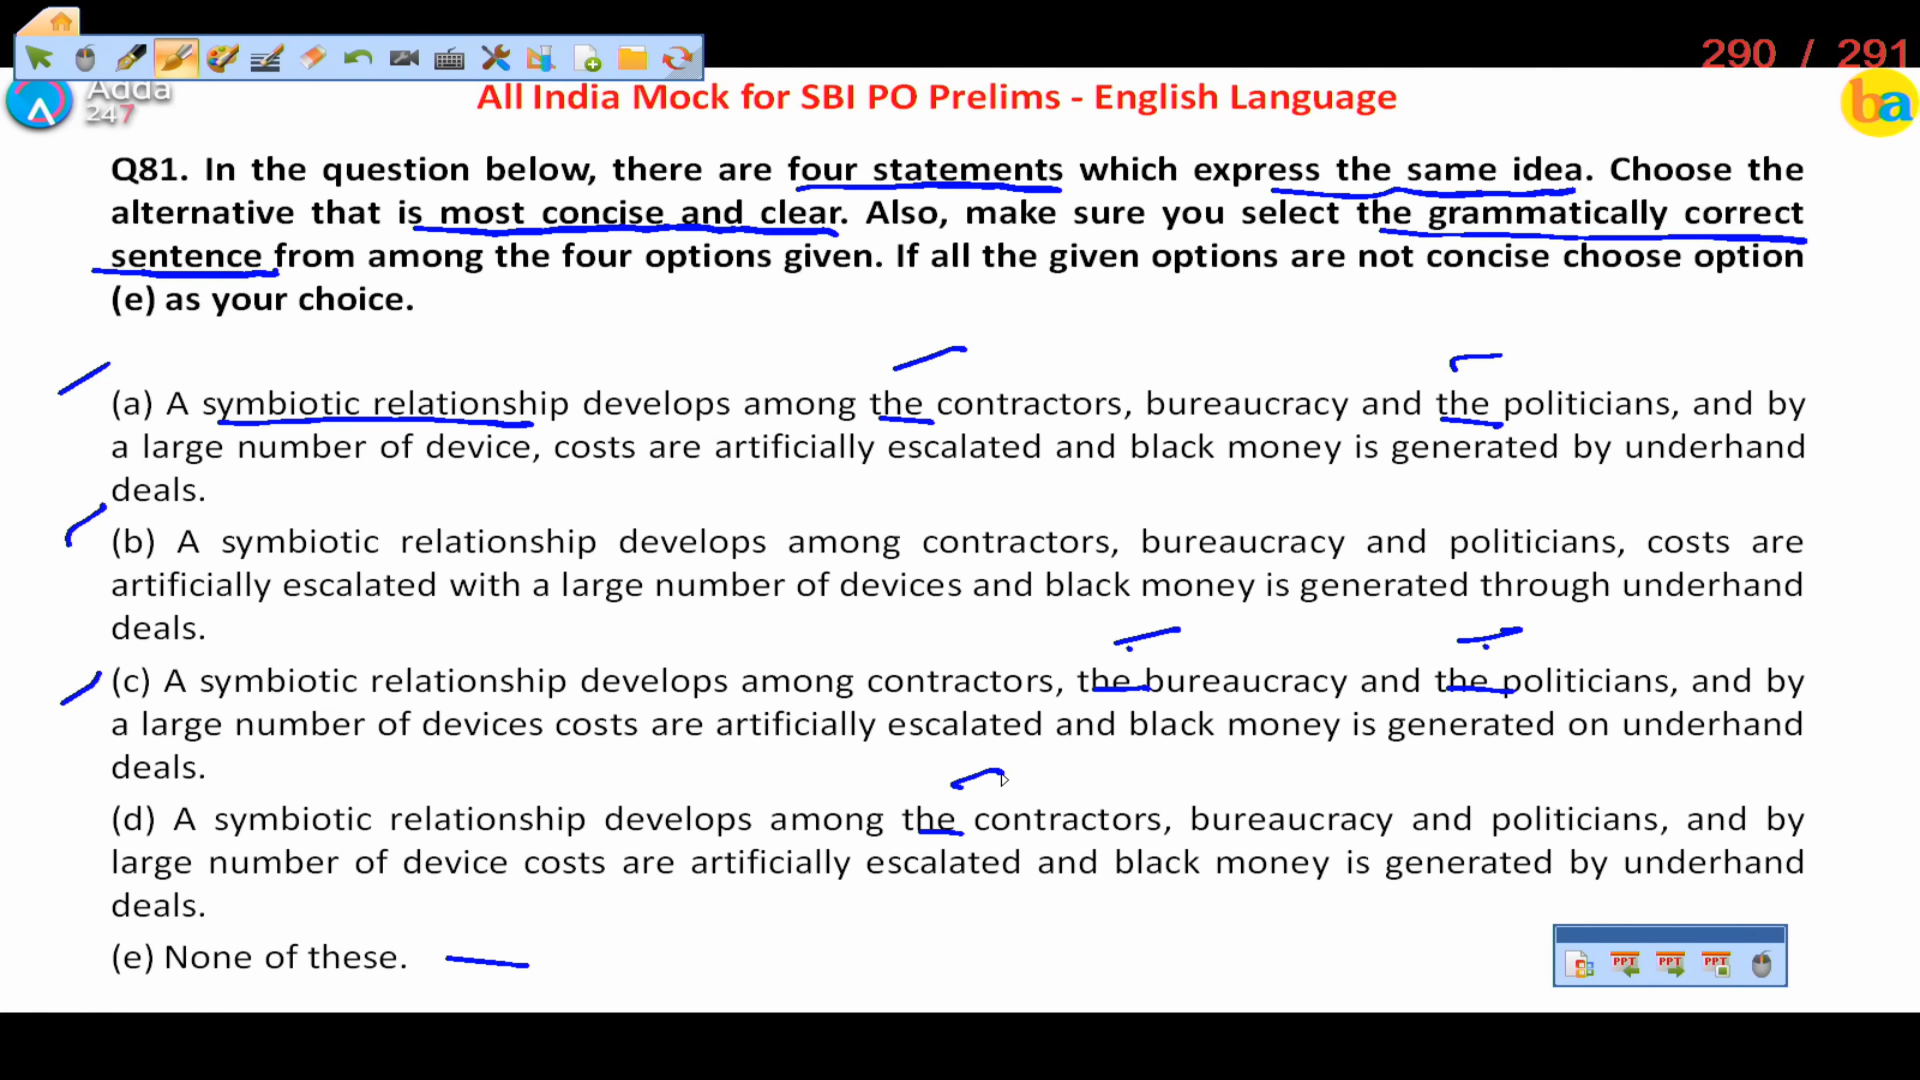 290 / 291
Adda
247
All India Mock for SBI PO Prelims - English Language
ba
Q81. In the question below, there are four statements which express the same idea. Choose the
alternative that is most concise and clear. Also, make sure you select the grammatically correct
sentence from among the four options given. If all the given options are not concise choose option
(e) as your choice.
(a) A symbiotic relationship develops among the contractors, bureaucracy and the politicians, and by
a large number of device, costs are artificially escalated and black money is generated by underhand
deals.
(b) A symbiotic relationship develops among contractors, bureaucracy and politicians, costs are
artificially escalated with a large number of devices and black money is generated through underhand
deals.
(c) A symbiotic relationship develops among contractors, the bureaucracy and the politicians, and by
a large number of devices costs are artificially escalated and black money is generated on underhand
deals.
(d) A symbiotic relationship develops among the contractors, bureaucracy and politicians, and by
large number of device costs are artificially escalated and black money is generated by underhand
deals.
(e) None of these.
PPT PPT PPT